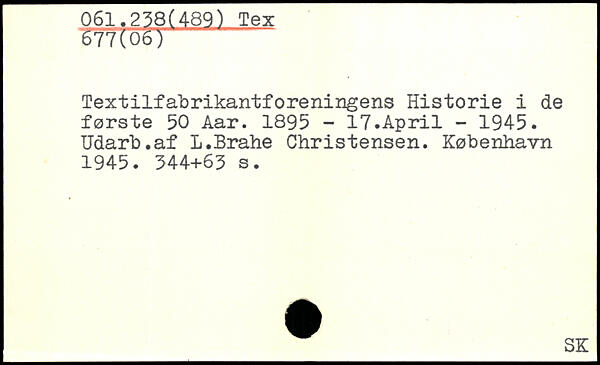 061.238(489) Tex
677(06)
Textilfabrikantforeningens Historie i de
første 50 Aar. 1895 - 17.April - 1945.
Udarb.af L.Brahe Christensen. København
1945. 344+63 s.
SK